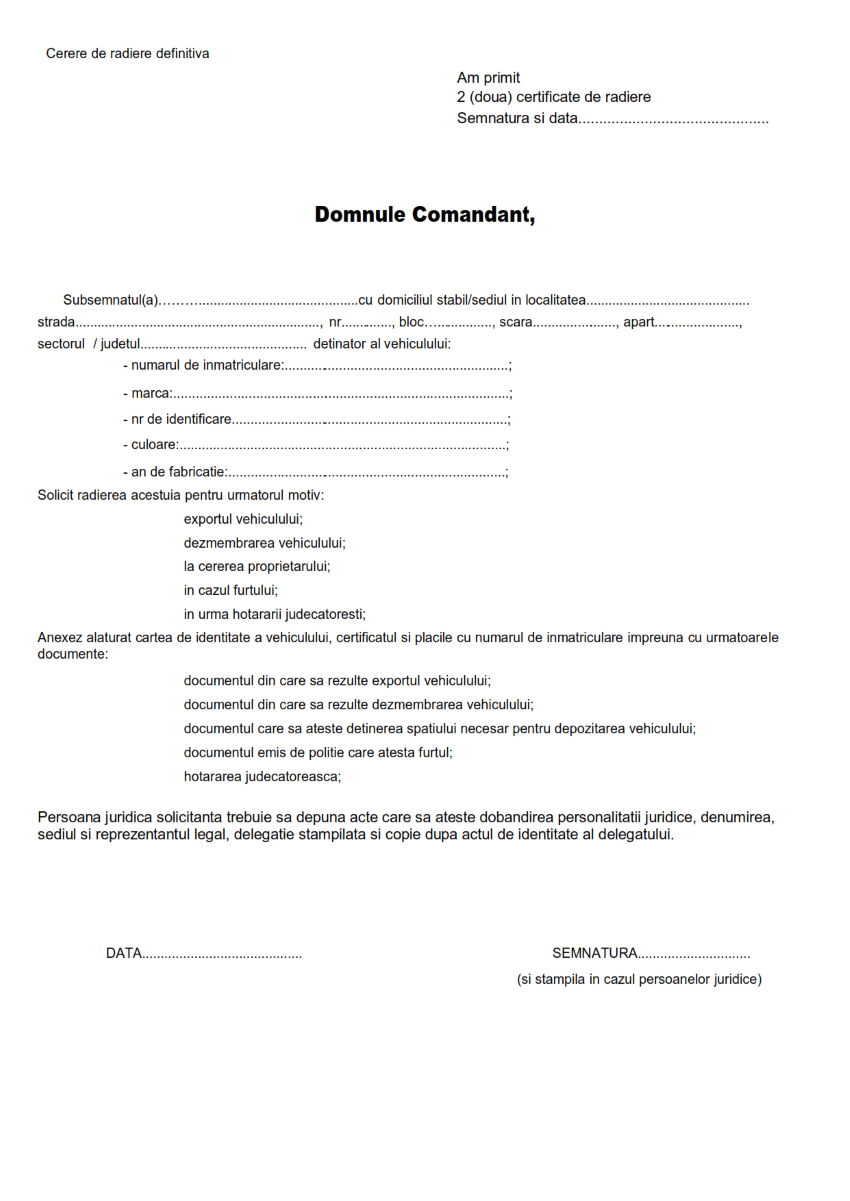 Cerere de radiere definitiva
Am primit
2 (doua) certificate de radiere
Semnatura si data..............................................
Domnule Comandant,
Subsemnatul(a)………..........................................cu domiciliul stabil/sediul in localitatea............................................
strada.................................................................., nr............., bloc…..............., scara......................, apart.......................,
sectorul / judetul............................................. detinator al vehiculului:
- numarul de inmatriculare:............................................................;
- marca:..........................................................................................;
- nr de identificare..........................................................................;
- culoare:.......................................................................................;
- an de fabricatie:..........................................................................;
Solicit radierea acestuia pentru urmatorul motiv:
exportul vehiculului;
dezmembrarea vehiculului;
la cererea proprietarului;
in cazul furtului;
in urma hotararii judecatoresti;
Anexez alaturat cartea de identitate a vehiculului, certificatul si placile cu numarul de inmatriculare impreuna cu urmatoarele
documente:
documentul din care sa rezulte exportul vehiculului;
documentul din care sa rezulte dezmembrarea vehiculului;
documentul care sa ateste detinerea spatiului necesar pentru depozitarea vehiculului;
documentul emis de politie care atesta furtul;
hotararea judecatoreasca;
Persoana juridica solicitanta trebuie sa depuna acte care sa ateste dobandirea personalitatii juridice, denumirea,
sediul si reprezentantul legal, delegatie stampilata si copie dupa actul de identitate al delegatului.
DATA........................................... SEMNATURA..............................
(si stampila in cazul persoanelor juridice)